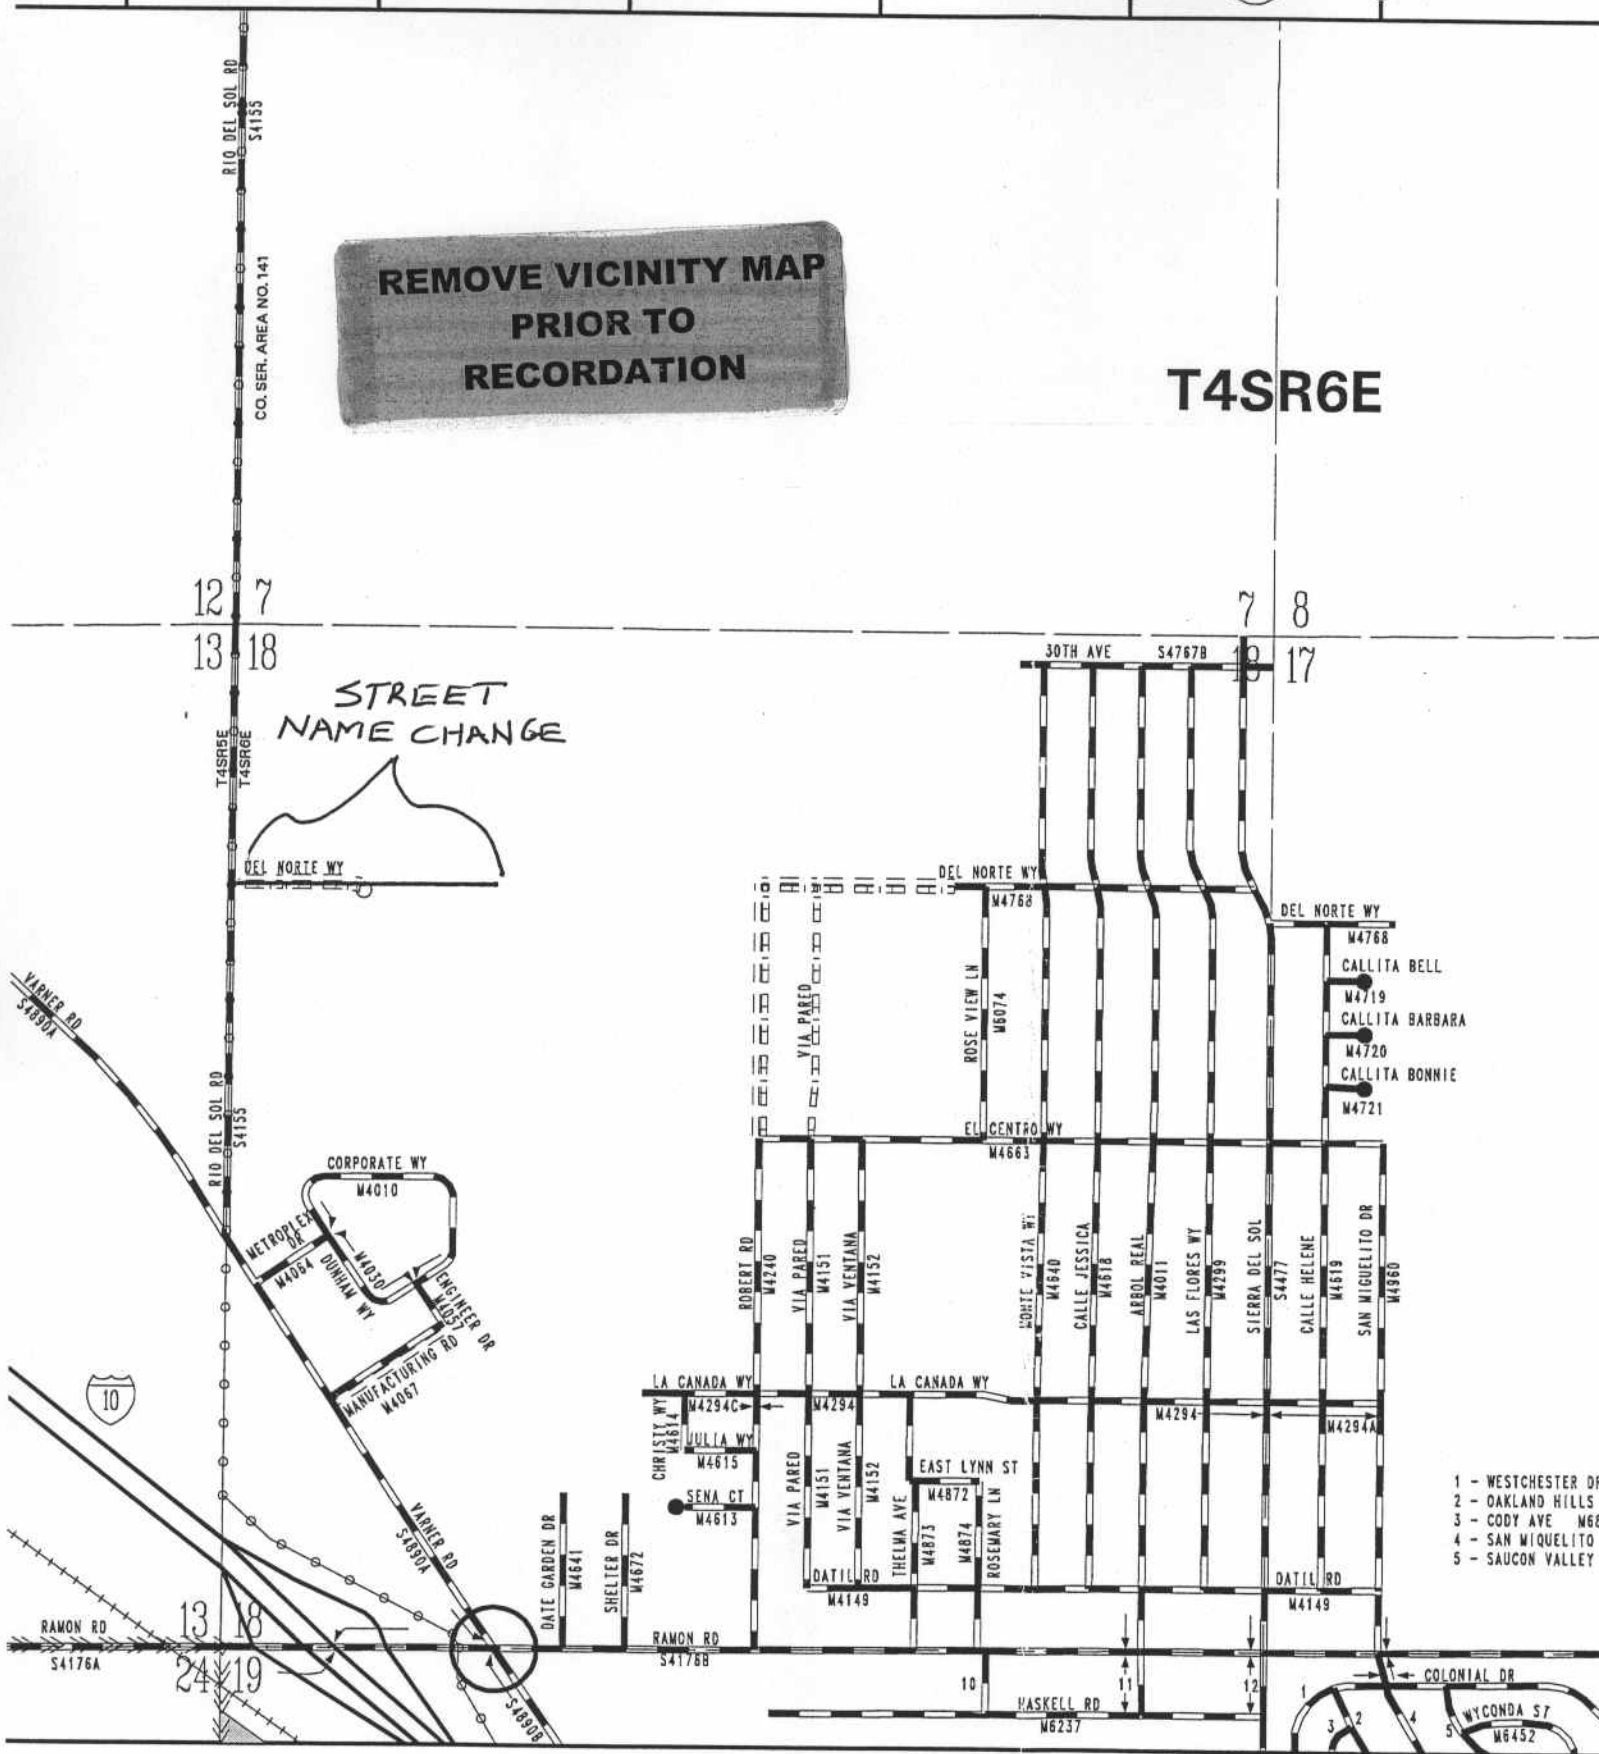 RIO DEL SOL RD
S4155
CO. SER. AREA NO. 141
REMOVE VICINITY MAP
PRIOR TO
RECORDATION
T4SR6E
12 7
13 18
7 8
18 17
30TH AVE S4767B
STREET
NAME CHANGE
T4SR5E
T4SR6E
DEL NORTE WY
DEL NORTE WY
M4768
DEL NORTE WY
M4768
CALLITA BELL
M4719
CALLITA BARBARA
M4720
CALLITA BONNIE
M4721
VARNER RD
S4890A
VIA PARED
ROSE VIEW LN
M6074
RIO DEL SOL RD
S4155
EL CENTRO WY
M4663
CORPORATE WY
M4010
METROPLEX
DR
M4064
M4030
DUNHAM WY
ENGINEER DR
M4057
MANUFACTURING RD
M4067
ROBERT RD
M4240
VIA PARED
M4151
VIA VENTANA
M4152
MONTE VISTA WY
M4640
CALLE JESSICA
M4618
ARBOL REAL
M4011
LAS FLORES WY
M4299
SIERRA DEL SOL
S4477
CALLE HELENE
M4619
SAN MIGUELITO DR
M4960
10
LA CANADA WY
M4294C
M4294
LA CANADA WY
M4294
M4294A
CHRISTY WY
M4614
JULIA WY
M4615
SENA CT
M4613
VIA PARED
M4151
VIA VENTANA
M4152
EAST LYNN ST
M4872
THELMA AVE
M4873
M4874
ROSEMARY LN
1 - WESTCHESTER DR
2 - OAKLAND HILLS
3 - CODY AVE M68
4 - SAN MIQUELITO
5 - SAUCON VALLEY
VARNER RD
S4890A
DATE GARDEN DR
M4641
SHELTER DR
M4672
DATIL RD
M4149
DATIL RD
M4149
13 18
24 19
RAMON RD
S4176A
RAMON RD
S4176B
S4890B
10
11
12
HASKELL RD
M6237
COLONIAL DR
1
2
3
4
5
WYCONDA ST
M6452